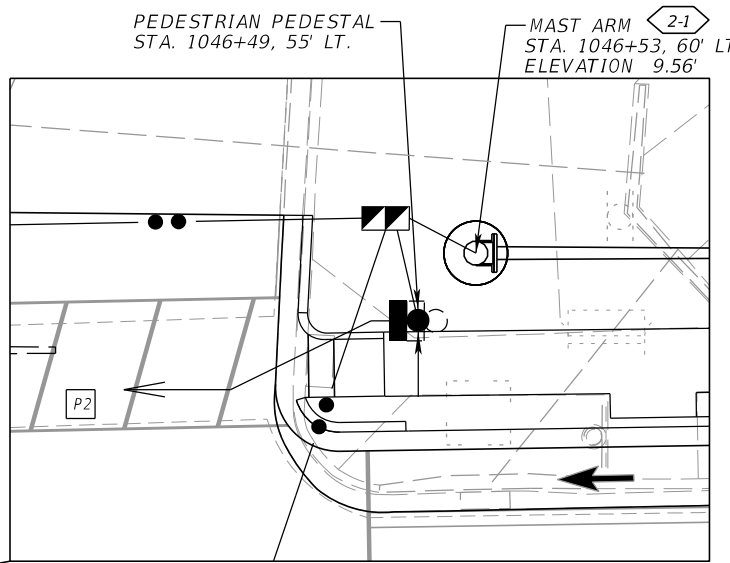 PEDESTRIAN PEDESTAL
STA. 1046+49, 55' LT.
MAST ARM 2-1
STA. 1046+53, 60' LT
ELEVATION 9.56'
P2